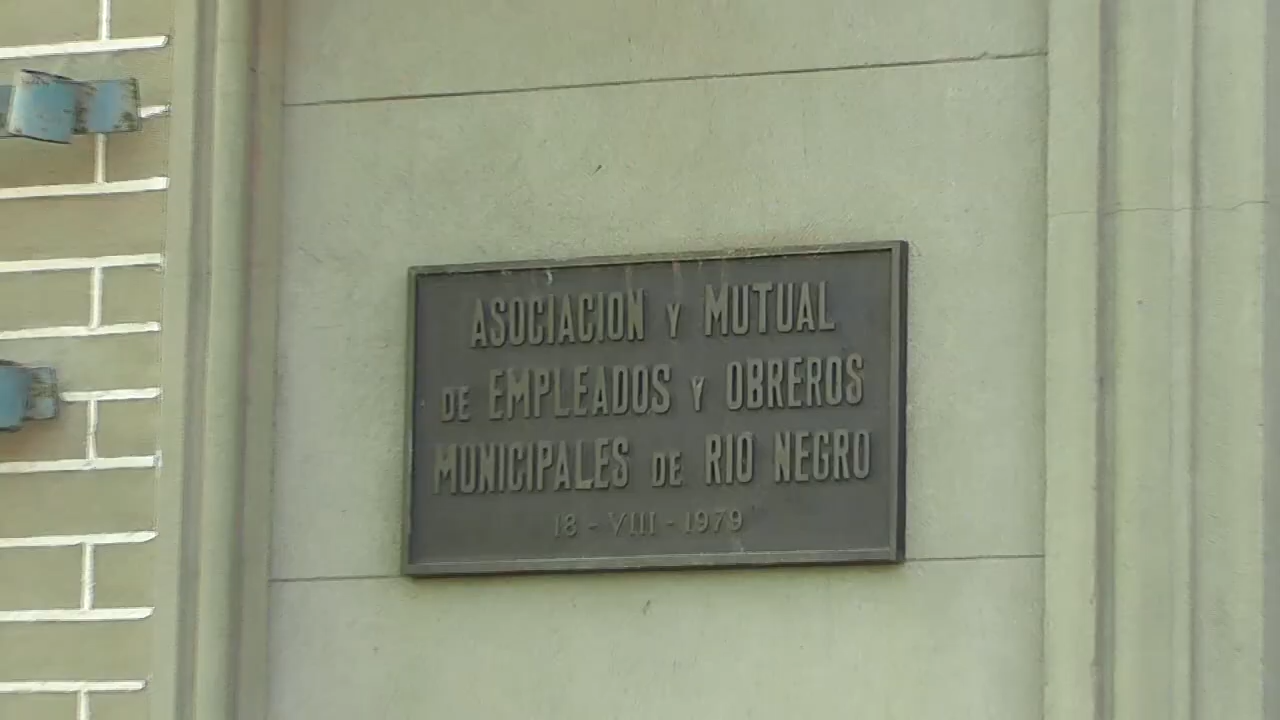 ASOCIACION Y MUTUAL
DE EMPLEADOS Y OBREROS
MUNICIPALES DE RIO NEGRO
18 - VIII - 1979